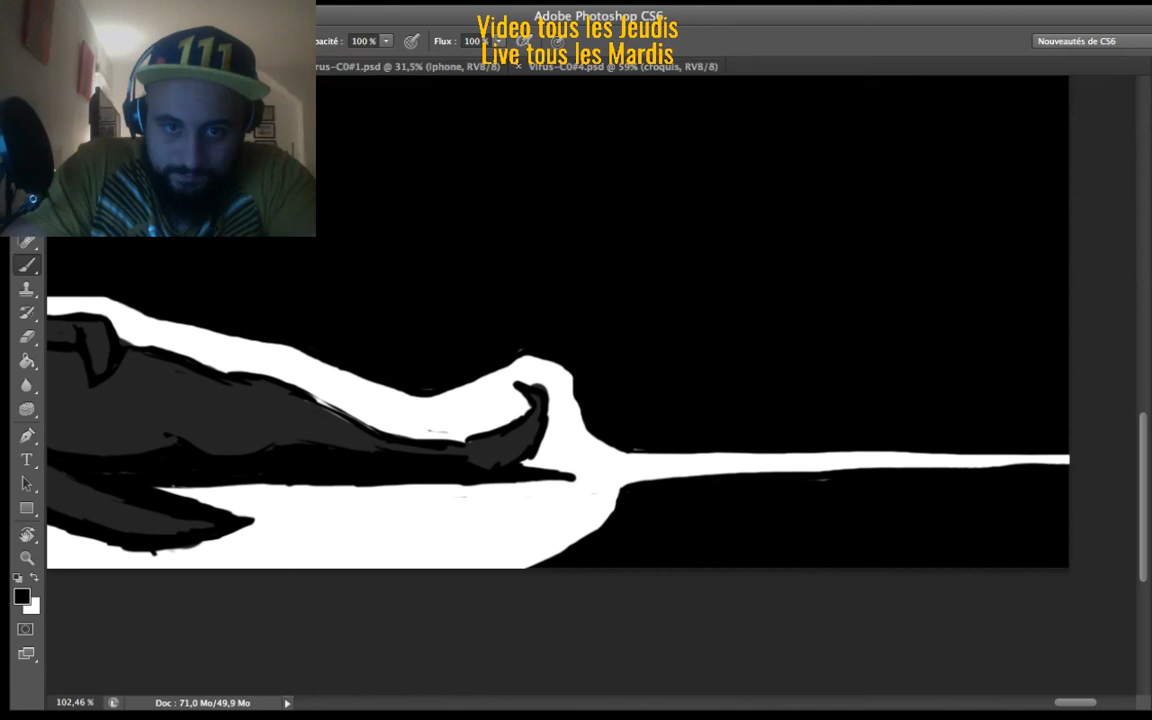 Adobe Photoshop CS6
Video tous les Jeudis
Live tous les Mardis
111
pacité : 100 % Flux : 100 % Nouveautés de CS6
rus-C0#1.psd @ 31,5% (iphone, RVB/8) × Virus-C0#4.psd @ 59% (croquis, RVB/8)
T
102,46 % Doc : 71,0 Mo/49,9 Mo